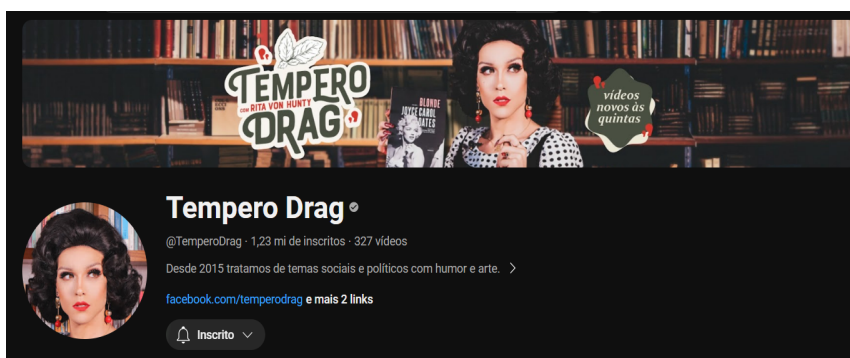 TEMPERO
COM RITA VON HUNTY
DRAG
BLONDE
JOYCE CAROL
OATES
vídeos
novos às
quintas
Tempero Drag
@TemperoDrag · 1,23 mi de inscritos · 327 vídeos
Desde 2015 tratamos de temas sociais e políticos com humor e arte.
facebook.com/temperodrag e mais 2 links
Inscrito